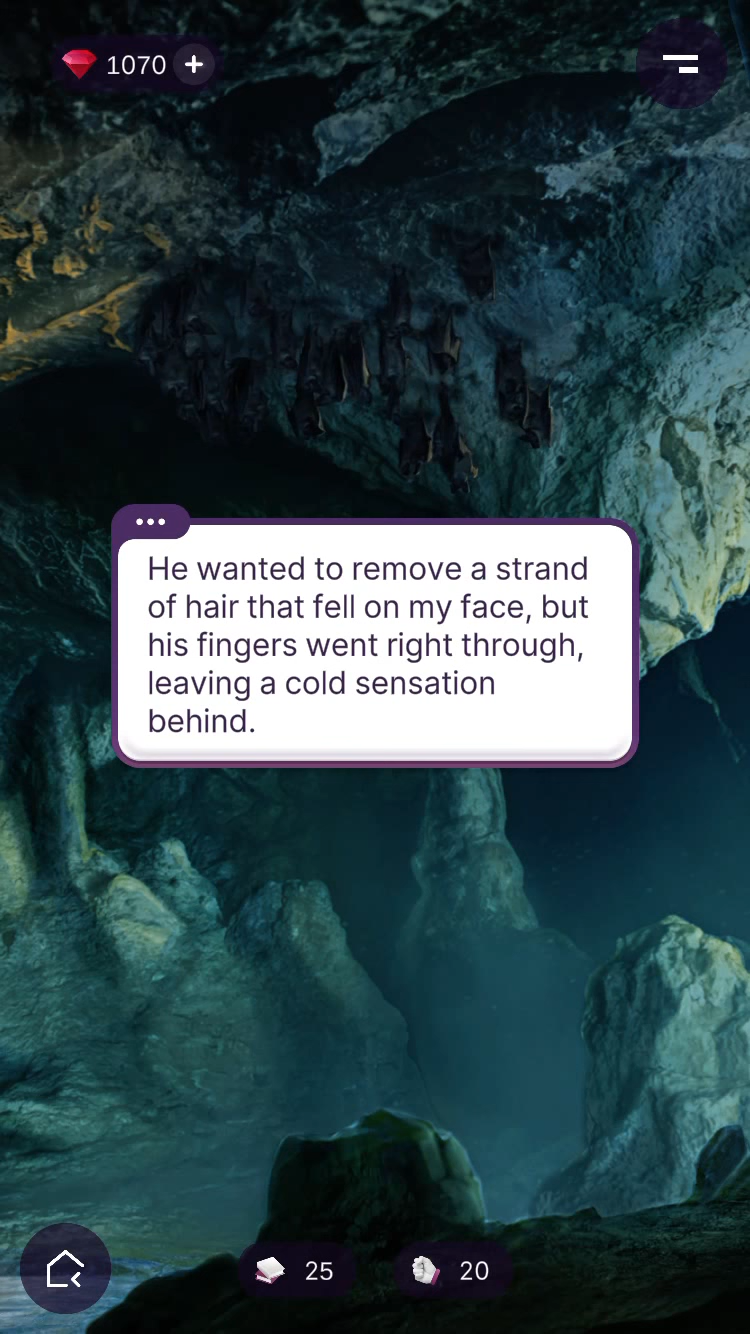 1070
He wanted to remove a strand
of hair that fell on my face, but
his fingers went right through,
leaving a cold sensation
behind.
25
20